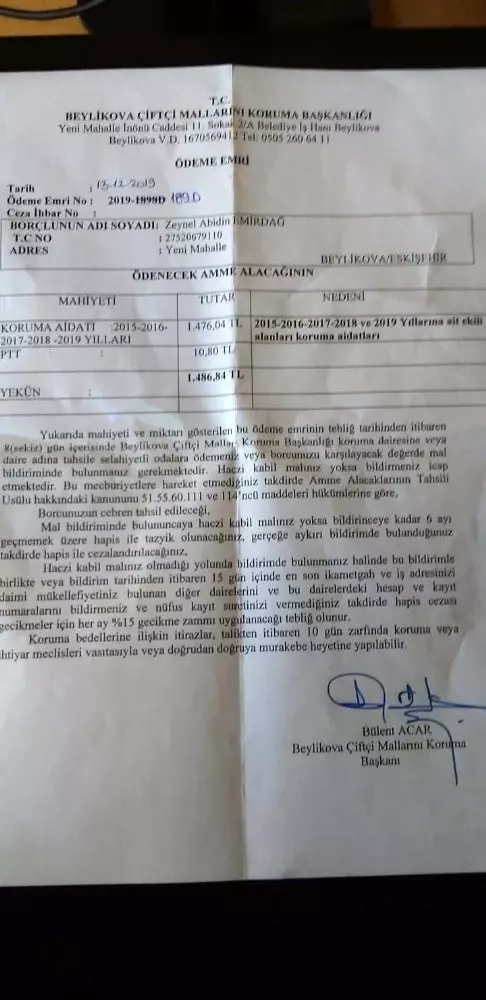 T.C.
BEYLİKOVA ÇİFTÇİ MALLARINI KORUMA BAŞKANLIĞI
Yeni Mahalle İnönü Caddesi 11. Sokak 2/A Belediye İş Hanı Beylikova
Beylikova V.D. 1670569412 Tel: 0505 260 64 11
ÖDEME EMRİ
Tarih : 13-12-2019
Ödeme Emri No : 2019-1898D 1890
Ceza İhbar No :
BORÇLUNUN ADI SOYADI: Zeynel Abidin EMİRDAĞ
T.C NO : 27520679110
ADRES : Yeni Mahalle
BEYLİKOVA/ESKİŞEHİR
ÖDENECEK AMME ALACAĞININ
MAHİYETİ TUTAR NEDENİ
KORUMA AİDATI :2015-2016- 1.476,04 TL 2015-2016-2017-2018 ve 2019 Yıllarına ait ekili
2017-2018 -2019 YILLARI alanları koruma aidatları
PTT : 10,80 TL
1.486,84 TL
YEKÜN :
Yukarıda mahiyeti ve miktarı gösterilen bu ödeme emrinin tebliğ tarihinden itibaren
8(sekiz) gün içerisinde Beylikova Çiftçi Malları Koruma Başkanlığı koruma dairesine veya
daire adına tahsile selahiyetli odalara ödemeniz veya borcunuzu karşılayacak değerde mal
bildiriminde bulunmanız gerekmektedir. Haczi kabil malınız yoksa bildirmeniz icap
etmektedir. Bu mecburiyetlere hareket etmediğiniz takdirde Amme Alacaklarının Tahsili
Usülu hakkındaki kanununu 51.55.60.111 ve 114'ncü maddeleri hükümlerine göre,
Borcunuzun cebren tahsil edileceği,
Mal bildiriminde bulununcaya haczi kabil malınız yoksa bildirinceye kadar 6 ayı
geçmemek üzere hapis ile tazyik olunacağınız, gerçeğe aykırı bildirimde bulunduğunuz
takdirde hapis ile cezalandırılacağınız,
Haczi kabil malınız olmadığı yolunda bildirimde bulunmanız halinde bu bildirimle
birlikte veya bildirim tarihinden itibaren 15 gün içinde en son ikametgah ve iş adresinizi
daimi mükellefiyetiniz bulunan diğer dairelerini ve bu dairelerdeki hesap ve kayıt
numaralarını bildirmeniz ve nüfus kayıt suretinizi vermediğiniz takdirde hapis cezası
gecikmeler için her ay %15 gecikme zammı uygulanacağı tebliğ olunur.
Koruma bedellerine ilişkin itirazlar, talikten itibaren 10 gün zarfında koruma veya
ihtiyar meclisleri vasıtasıyla veya doğrudan doğruya murakebe heyetine yapılabilir.
Bülent ACAR
Beylikova Çiftçi Mallarını Koruma
Başkanı